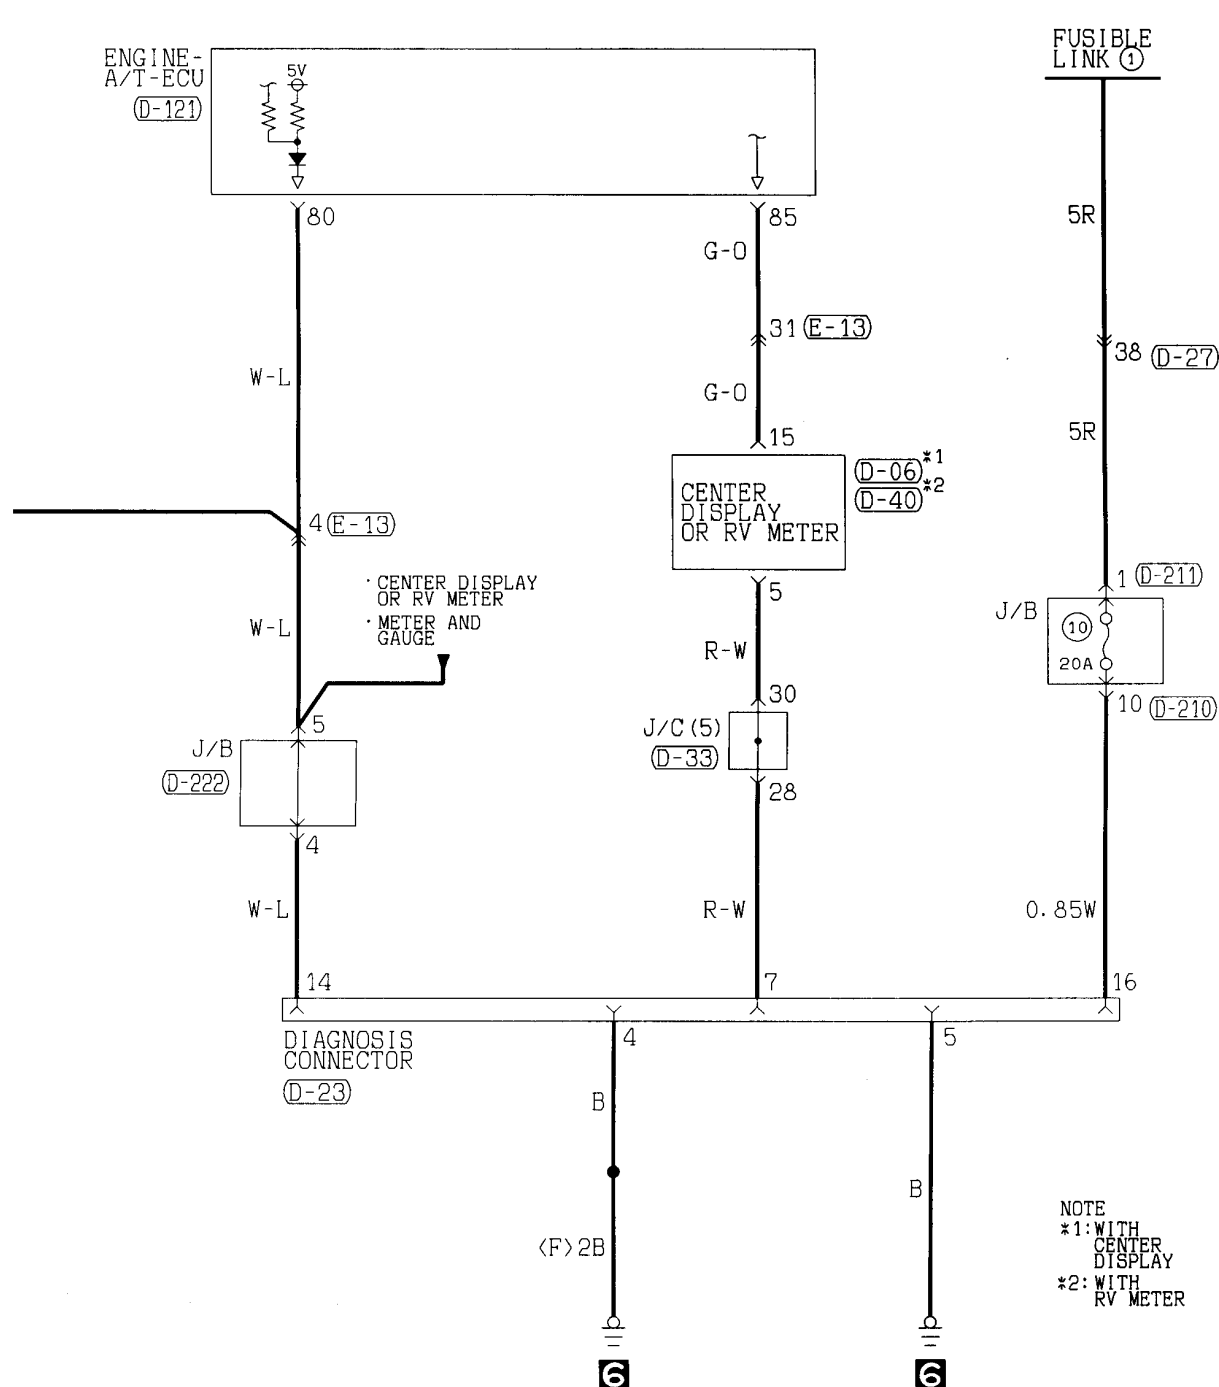 FUSIBLE
LINK ①
ENGINE-
A/T-ECU
(D-121)
5V
80
85
5R
G-O
31 (E-13)
38 (D-27)
W-L
G-O
5R
15
(D-06)*1
(D-40)*2
CENTER
DISPLAY
OR RV METER
4 (E-13)
· CENTER DISPLAY
OR RV METER
· METER AND
GAUGE
5
1 (D-211)
J/B
10
20A
W-L
R-W
30
10 (D-210)
5
J/B
(D-222)
J/C (5)
(D-33)
28
4
W-L
R-W
0.85W
14
7
16
DIAGNOSIS
CONNECTOR
(D-23)
4
5
B
B
<F>2B
NOTE
*1:WITH
CENTER
DISPLAY
*2:WITH
RV METER
6
6